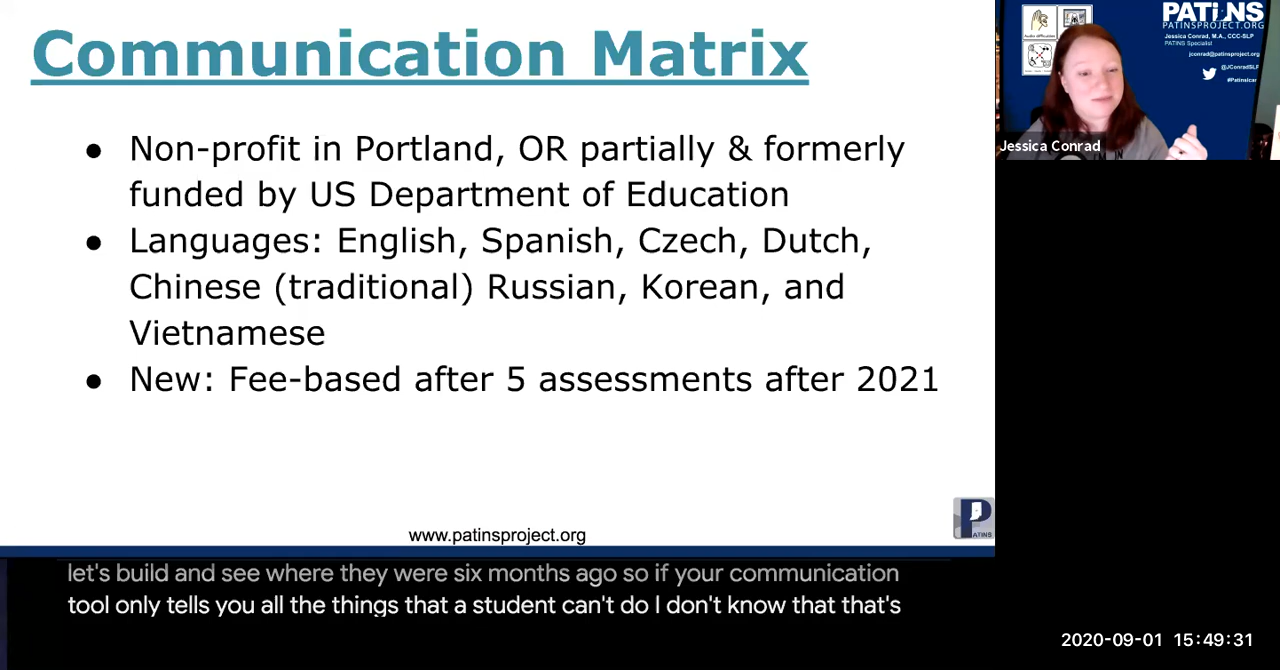 Communication Matrix
● Non-profit in Portland, OR partially & formerly
funded by US Department of Education
● Languages: English, Spanish, Czech, Dutch,
Chinese (traditional) Russian, Korean, and
Vietnamese
● New: Fee-based after 5 assessments after 2021
www.patinsproject.org
PATINS
PATINS
PATINSPROJECT.ORG
Jessica Conrad, M.A., CCC-SLP
PATINS Specialist
jconrad@patinsproject.org
@JConradSLP
#PatinsIcam
Jessica Conrad
let's build and see where they were six months ago so if your communication
tool only tells you all the things that a student can't do I don't know that that's
2020-09-01 15:49:31